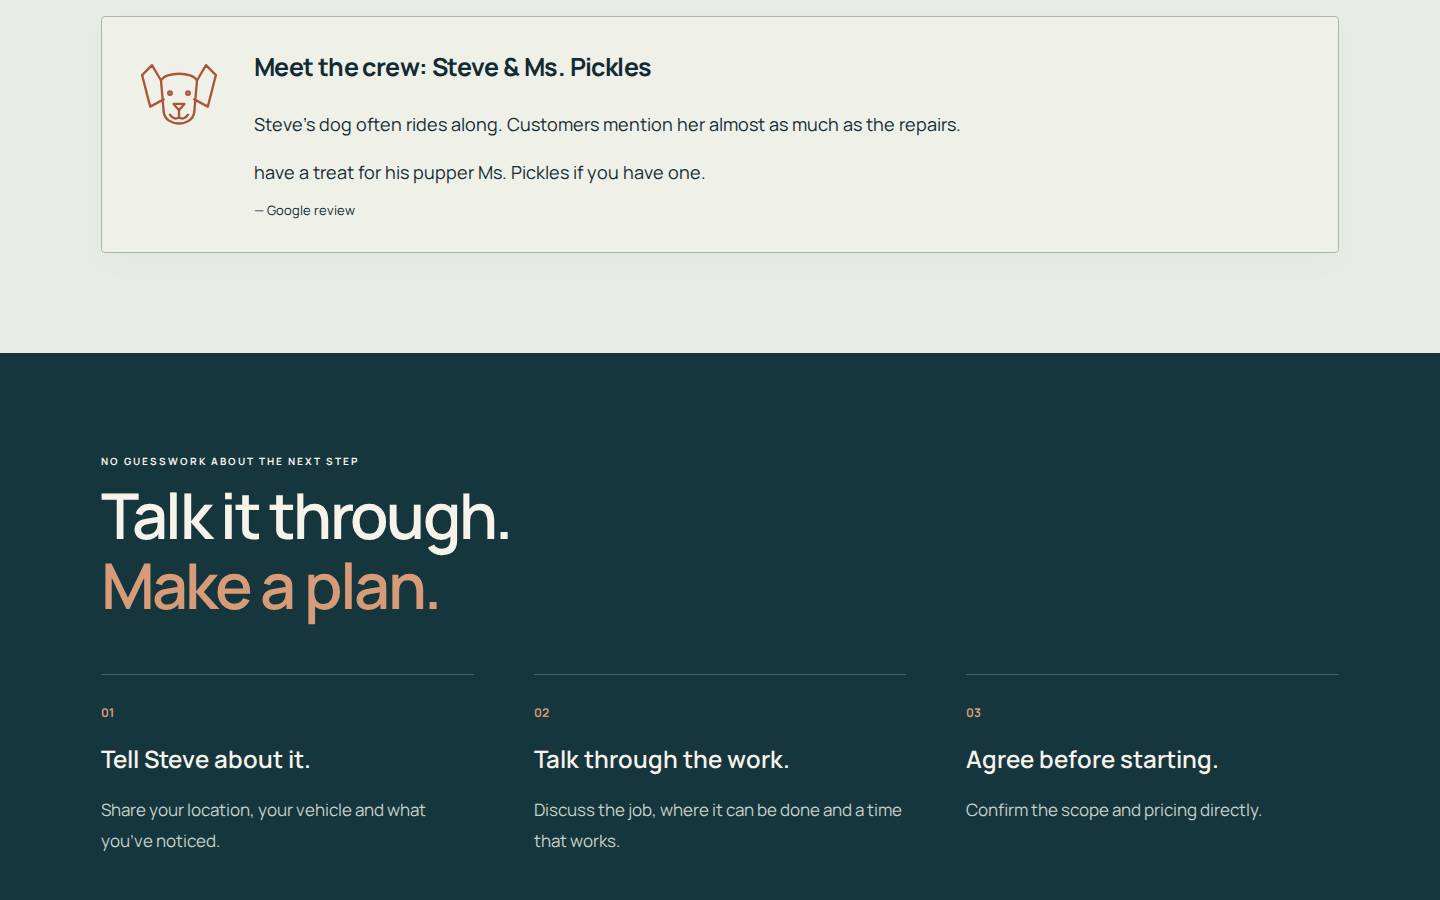 Meet the crew: Steve & Ms. Pickles
Steve's dog often rides along. Customers mention her almost as much as the repairs.
have a treat for his pupper Ms. Pickles if you have one.
— Google review
NO GUESSWORK ABOUT THE NEXT STEP
Talk it through.
Make a plan.
01
Tell Steve about it.
Share your location, your vehicle and what
you've noticed.
02
Talk through the work.
Discuss the job, where it can be done and a time
that works.
03
Agree before starting.
Confirm the scope and pricing directly.